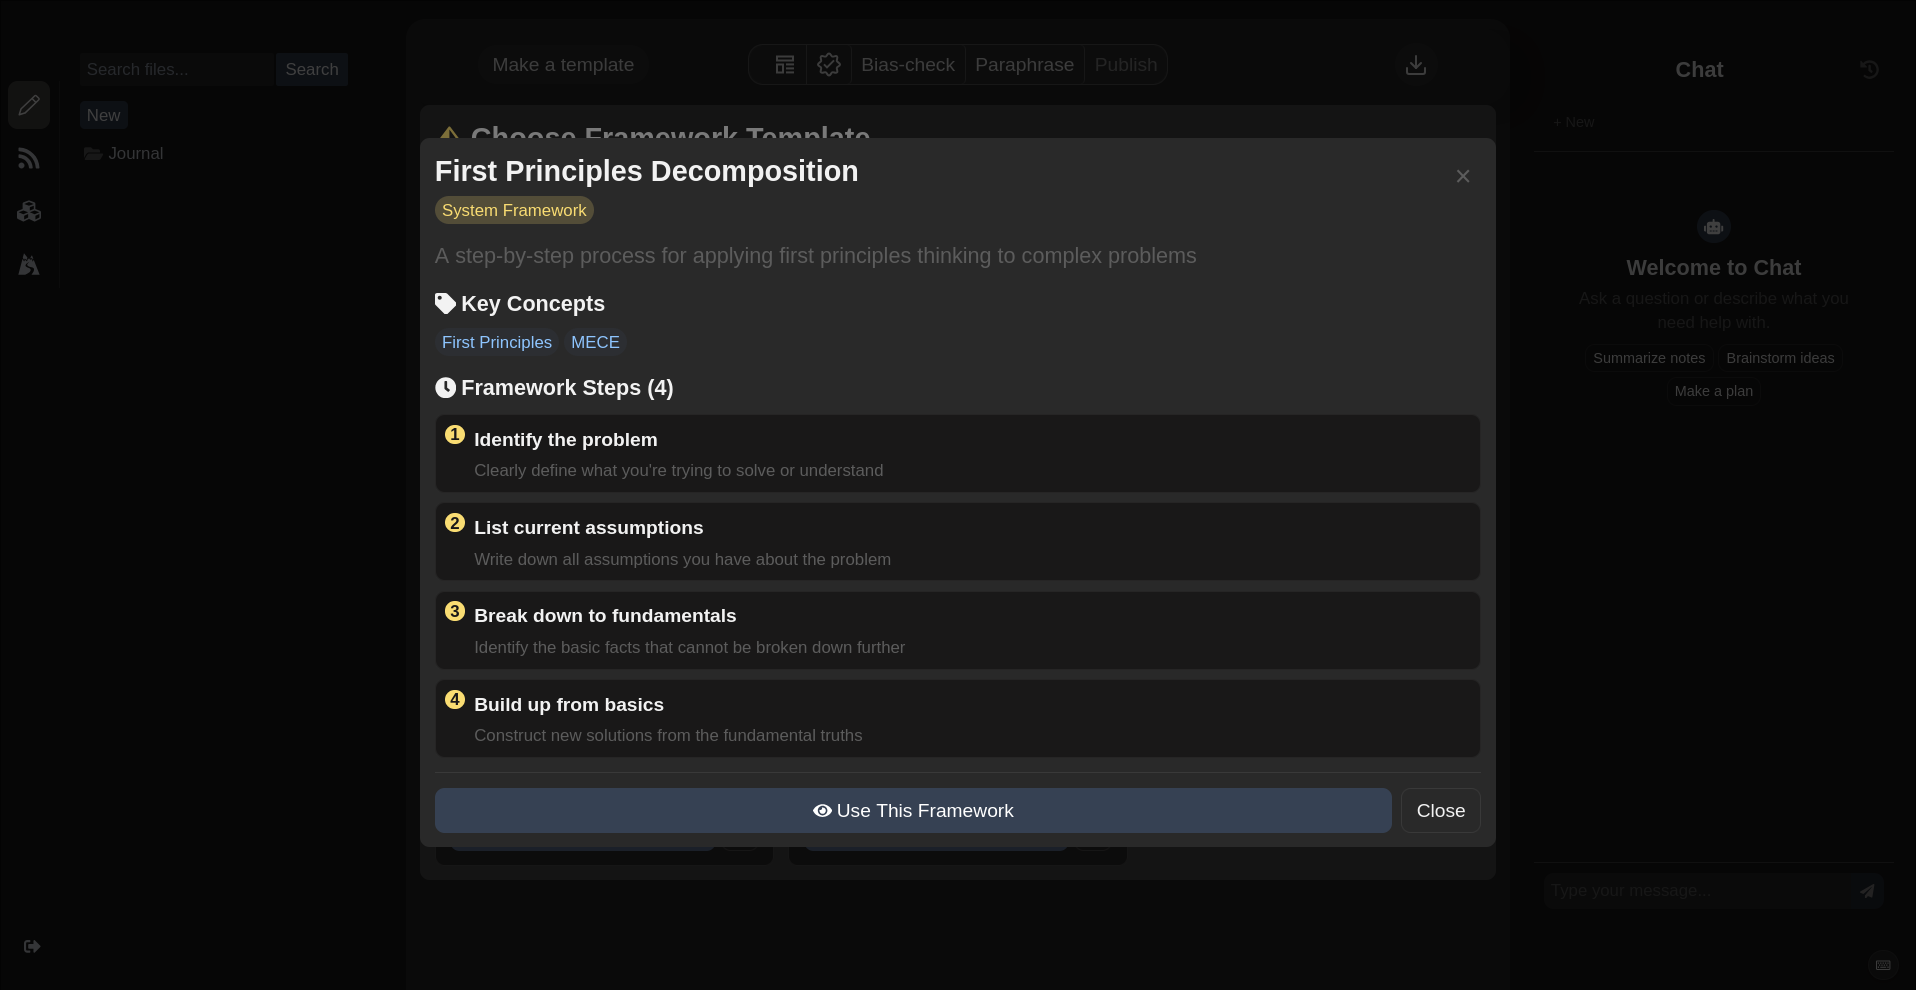 Search files...
Search
New
Journal
Make a template
Bias-check
Paraphrase
Publish
Choose Framework Template
First Principles Decomposition
System Framework
A step-by-step process for applying first principles thinking to complex problems
Key Concepts
First Principles
MECE
Framework Steps (4)
1
Identify the problem
Clearly define what you're trying to solve or understand
2
List current assumptions
Write down all assumptions you have about the problem
3
Break down to fundamentals
Identify the basic facts that cannot be broken down further
4
Build up from basics
Construct new solutions from the fundamental truths
Use This Framework
Close
Chat
+ New
Welcome to Chat
Ask a question or describe what you
need help with.
Summarize notes
Brainstorm ideas
Make a plan
Type your message...